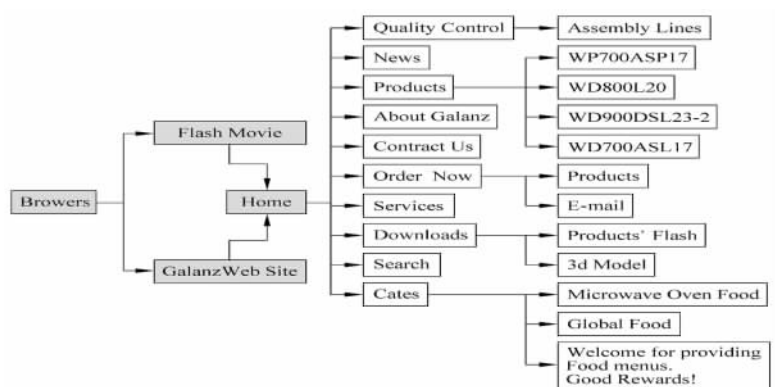 Quality Control
Assembly Lines
News
WP700ASP17
Products
WD800L20
About Galanz
WD900DSL23-2
Flash Movie
Contract Us
WD700ASL17
Order Now
Products
Browers
Home
Services
E-mail
Downloads
Products' Flash
GalanzWeb Site
Search
3d Model
Cates
Microwave Oven Food
Global Food
Welcome for providing
Food menus.
Good Rewards!